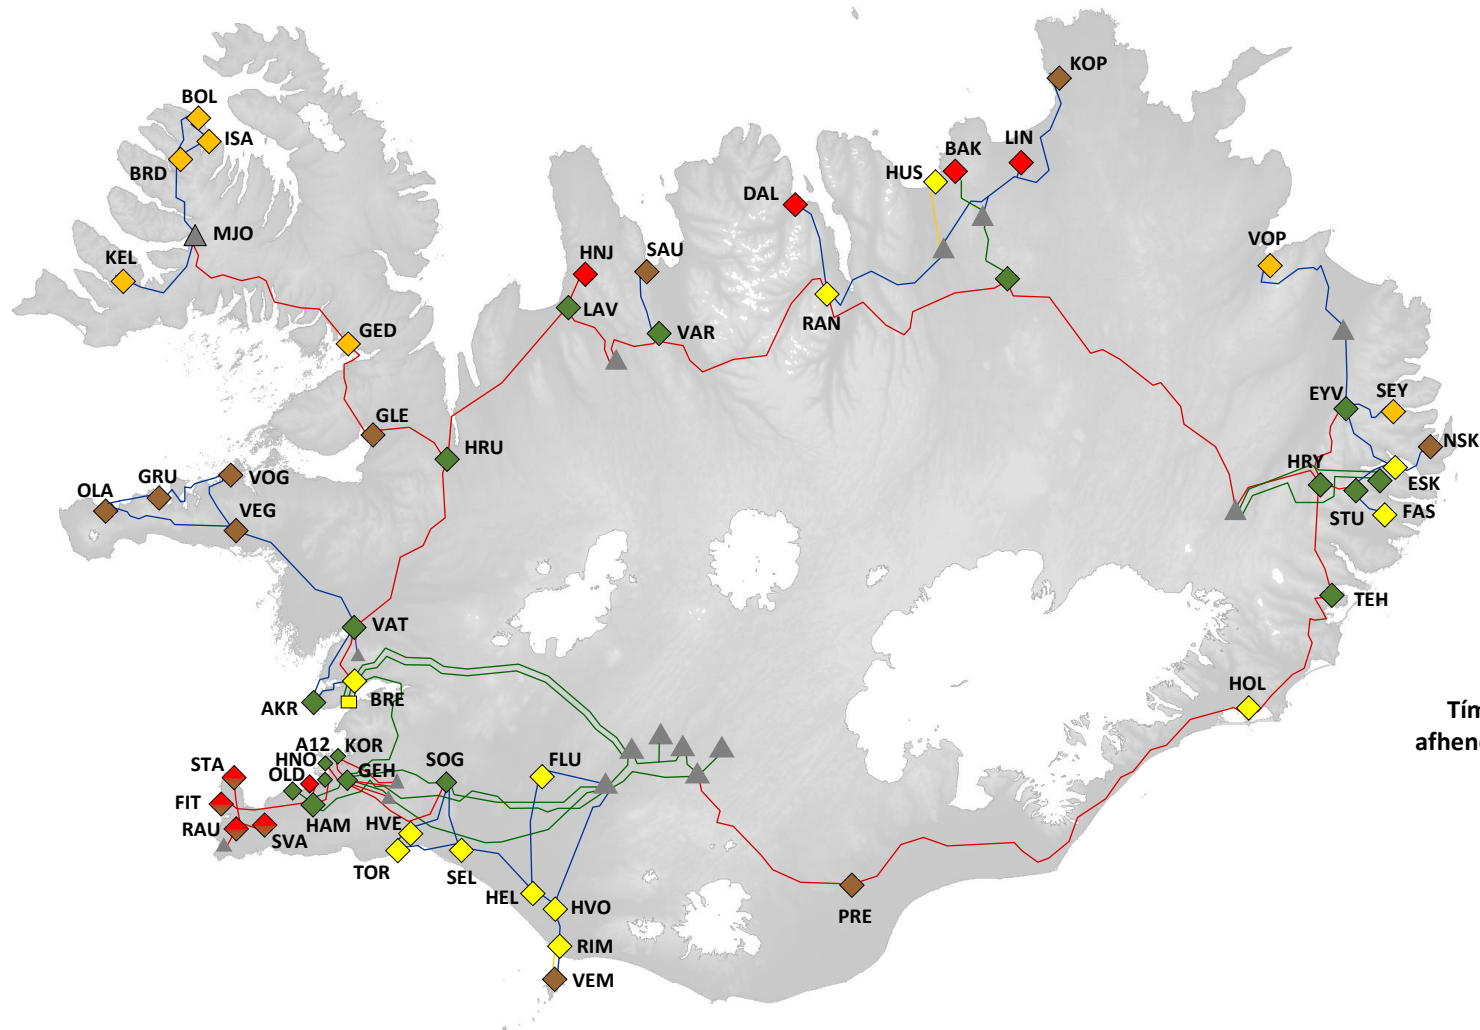 KOP
BOL
ISA
LIN
BAK
HUS
BRD
DAL
MJO
VOP
SAU
HNJ
KEL
LAV
RAN
VAR
GED
SEY
EYV
GLE
NSK
HRU
HRY
VOG
GRU
OLA
ESK
VEG
STU
FAS
TEH
VAT
HOL
BRE
AKR
Tím
afhen
A12
KOR
HNO
STA
OLD
GEH
SOG
FLU
FIT
RAU
HAM
HVE
SVA
TOR
SEL
HEL
HVO
PRE
RIM
VEM